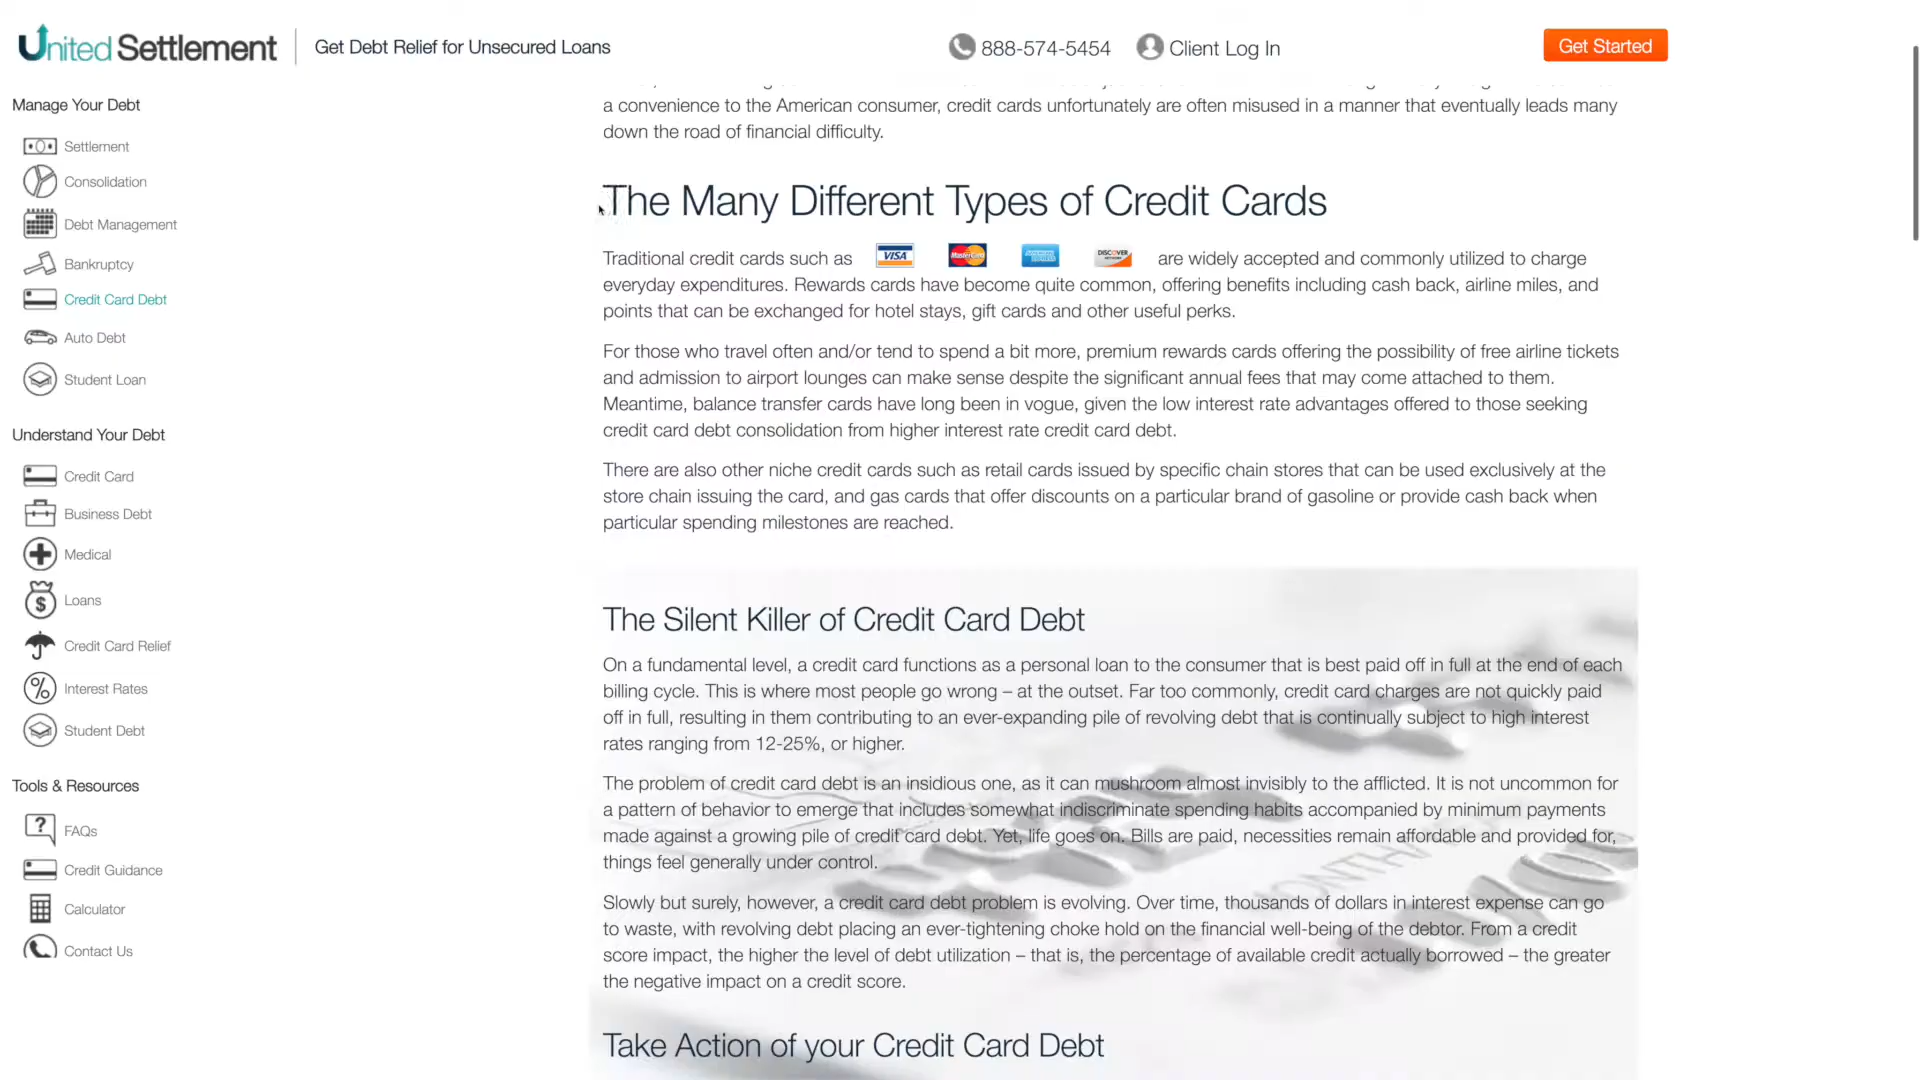 United Settlement
Get Debt Relief for Unsecured Loans
888-574-5454
Client Log In
Get Started
Manage Your Debt
Settlement
Consolidation
Debt Management
Bankruptcy
Credit Card Debt
Auto Debt
Student Loan
Understand Your Debt
Credit Card
Business Debt
Medical
Loans
Credit Card Relief
Interest Rates
Student Debt
Tools & Resources
FAQs
Credit Guidance
Calculator
Contact Us
a convenience to the American consumer, credit cards unfortunately are often misused in a manner that eventually leads many
down the road of financial difficulty.
The Many Different Types of Credit Cards
Traditional credit cards such as VISA MasterCard AMERICAN EXPRESS DISCOVER NETWORK are widely accepted and commonly utilized to charge
everyday expenditures. Rewards cards have become quite common, offering benefits including cash back, airline miles, and
points that can be exchanged for hotel stays, gift cards and other useful perks.
For those who travel often and/or tend to spend a bit more, premium rewards cards offering the possibility of free airline tickets
and admission to airport lounges can make sense despite the significant annual fees that may come attached to them.
Meantime, balance transfer cards have long been in vogue, given the low interest rate advantages offered to those seeking
credit card debt consolidation from higher interest rate credit card debt.
There are also other niche credit cards such as retail cards issued by specific chain stores that can be used exclusively at the
store chain issuing the card, and gas cards that offer discounts on a particular brand of gasoline or provide cash back when
particular spending milestones are reached.
The Silent Killer of Credit Card Debt
On a fundamental level, a credit card functions as a personal loan to the consumer that is best paid off in full at the end of each
billing cycle. This is where most people go wrong – at the outset. Far too commonly, credit card charges are not quickly paid
off in full, resulting in them contributing to an ever-expanding pile of revolving debt that is continually subject to high interest
rates ranging from 12-25%, or higher.
The problem of credit card debt is an insidious one, as it can mushroom almost invisibly to the afflicted. It is not uncommon for
a pattern of behavior to emerge that includes somewhat indiscriminate spending habits accompanied by minimum payments
made against a growing pile of credit card debt. Yet, life goes on. Bills are paid, necessities remain affordable and provided for,
things feel generally under control.
Slowly but surely, however, a credit card debt problem is evolving. Over time, thousands of dollars in interest expense can go
to waste, with revolving debt placing an ever-tightening choke hold on the financial well-being of the debtor. From a credit
score impact, the higher the level of debt utilization – that is, the percentage of available credit actually borrowed – the greater
the negative impact on a credit score.
Take Action of your Credit Card Debt